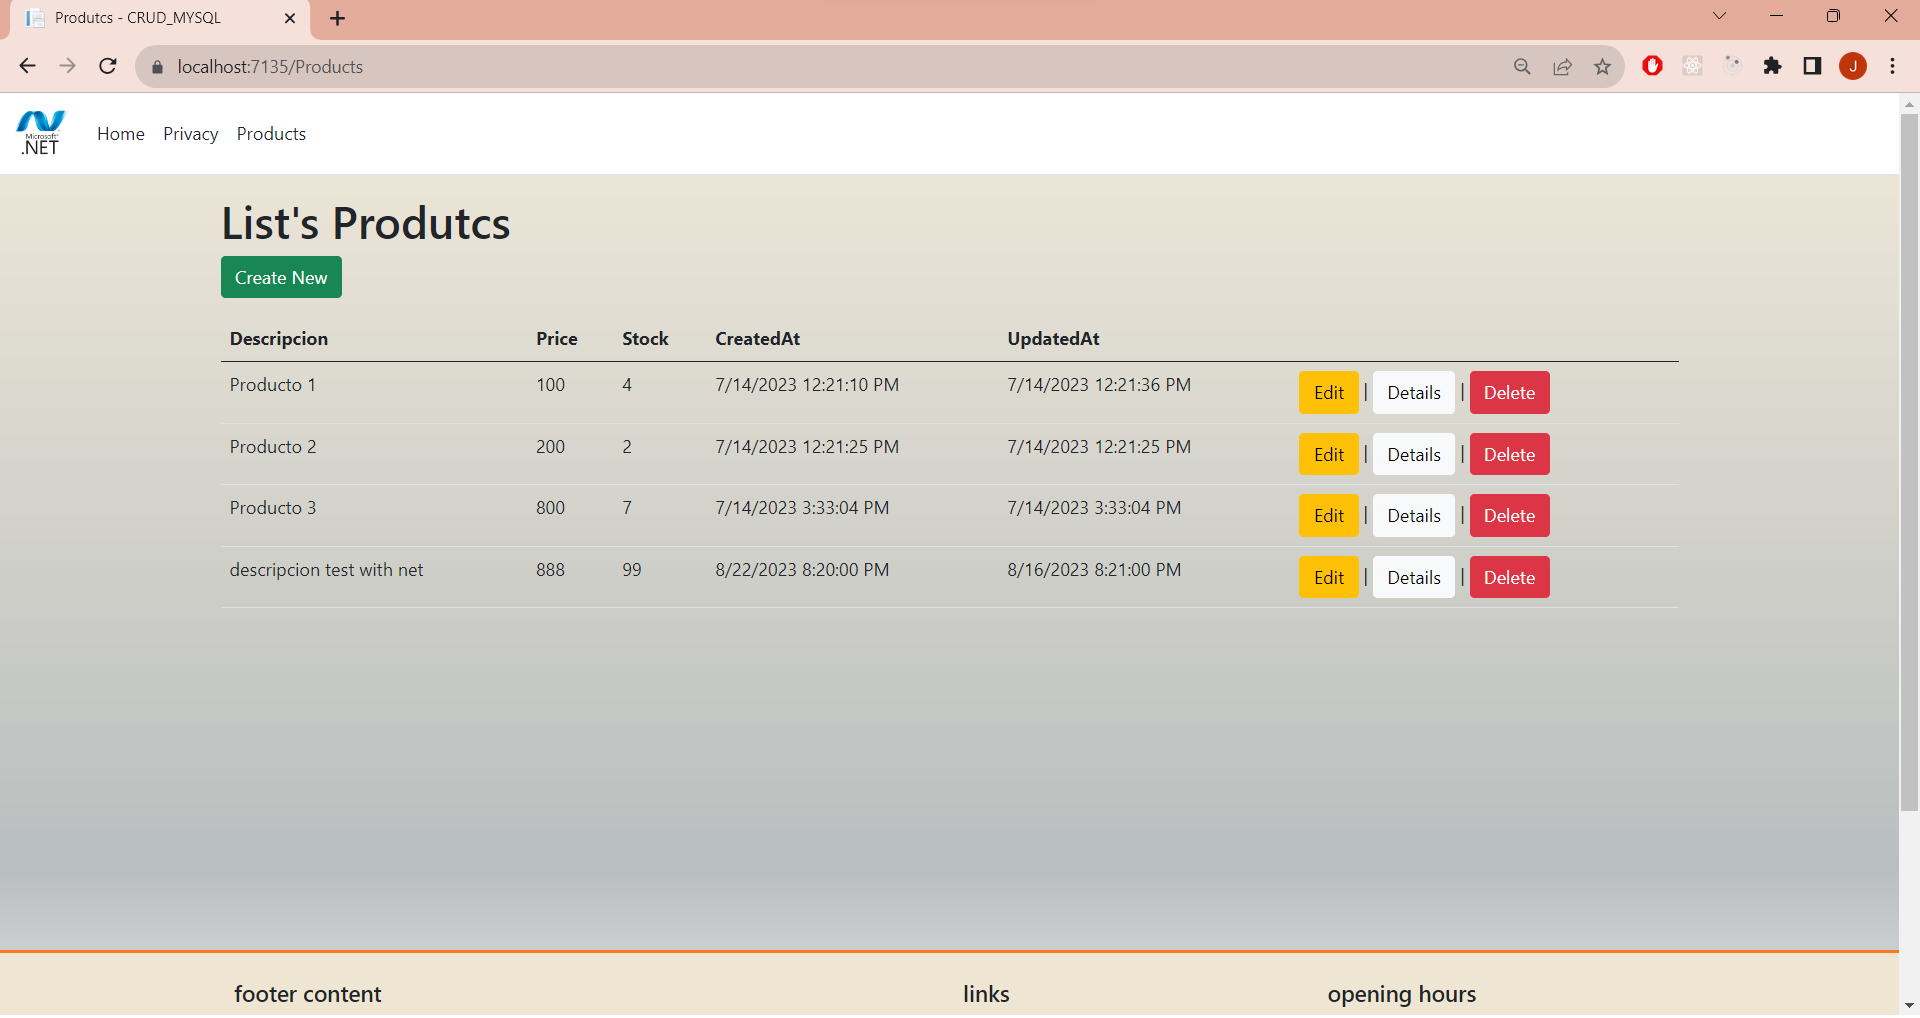 Produtcs - CRUD_MYSQL
localhost:7135/Products
J
Microsoft
.NET
Home Privacy Products
List's Produtcs
Create New
Descripcion Price Stock CreatedAt UpdatedAt
Producto 1 100 4 7/14/2023 12:21:10 PM 7/14/2023 12:21:36 PM Edit | Details | Delete
Producto 2 200 2 7/14/2023 12:21:25 PM 7/14/2023 12:21:25 PM Edit | Details | Delete
Producto 3 800 7 7/14/2023 3:33:04 PM 7/14/2023 3:33:04 PM Edit | Details | Delete
descripcion test with net 888 99 8/22/2023 8:20:00 PM 8/16/2023 8:21:00 PM Edit | Details | Delete
footer content links opening hours